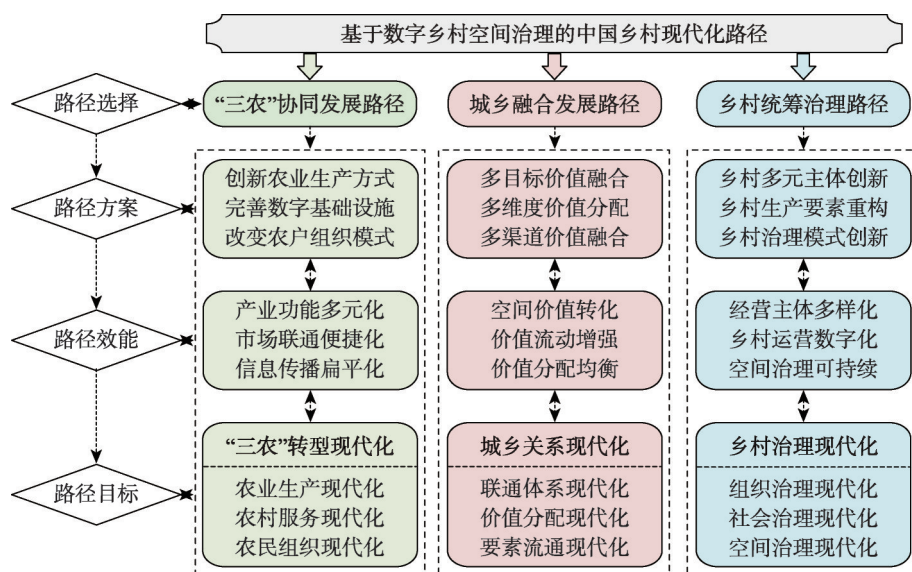 基于数字乡村空间治理的中国乡村现代化路径
路径选择
“三农”协同发展路径
城乡融合发展路径
乡村统筹治理路径
路径方案
创新农业生产方式
完善数字基础设施
改变农户组织模式
多目标价值融合
多维度价值分配
多渠道价值融合
乡村多元主体创新
乡村生产要素重构
乡村治理模式创新
路径效能
产业功能多元化
市场联通便捷化
信息传播扁平化
空间价值转化
价值流动增强
价值分配均衡
经营主体多样化
乡村运营数字化
空间治理可持续
路径目标
“三农”转型现代化
农业生产现代化
农村服务现代化
农民组织现代化
城乡关系现代化
联通体系现代化
价值分配现代化
要素流通现代化
乡村治理现代化
组织治理现代化
社会治理现代化
空间治理现代化